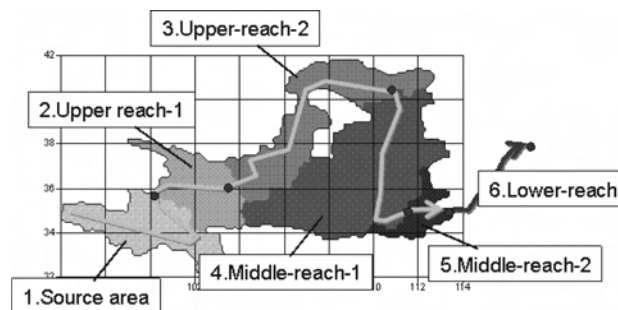 3.Upper-reach-2
42
2.Upper reach-1
38
36
6.Lower-reach
34
32
102
110
112
114
4.Middle-reach-1
5.Middle-reach-2
1.Source area